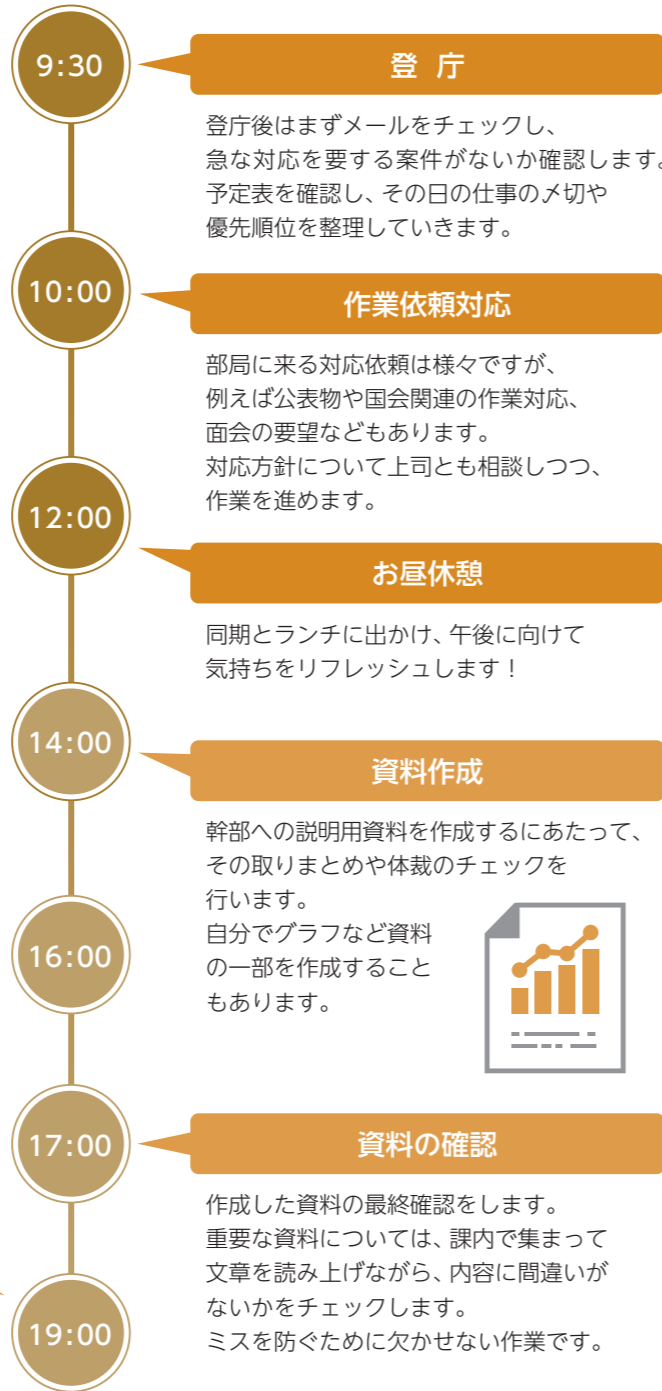 9:30
登 庁
登庁後はまずメールをチェックし、
急な対応を要する案件がないか確認します。
予定表を確認し、その日の仕事の〆切や
優先順位を整理していきます。
10:00
作業依頼対応
部局に来る対応依頼は様々ですが、
例えば公表物や国会関連の作業対応、
面会の要望などもあります。
対応方針について上司とも相談しつつ、
作業を進めます。
12:00
お昼休憩
同期とランチに出かけ、午後に向けて
気持ちをリフレッシュします！
14:00
資料作成
幹部への説明用資料を作成するにあたって、
その取りまとめや体裁のチェックを
行います。
自分でグラフなど資料
の一部を作成すること
もあります。
16:00
17:00
資料の確認
作成した資料の最終確認をします。
重要な資料については、課内で集まって
文章を読み上げながら、内容に間違いが
ないかをチェックします。
ミスを防ぐために欠かせない作業です。
19:00